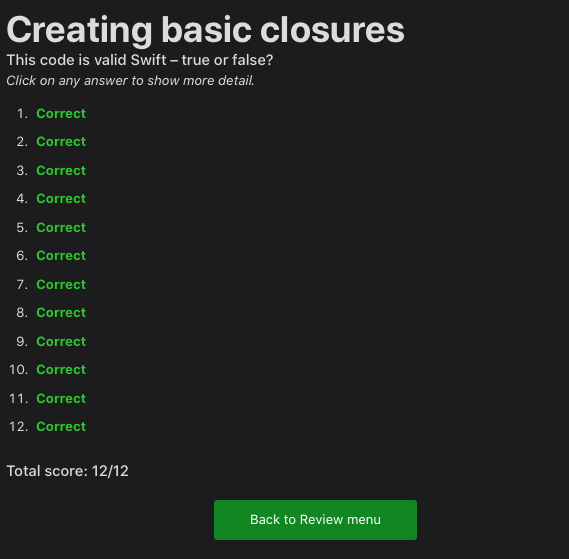 Creating basic closures
This code is valid Swift – true or false?
Click on any answer to show more detail.
1. Correct
2. Correct
3. Correct
4. Correct
5. Correct
6. Correct
7. Correct
8. Correct
9. Correct
10. Correct
11. Correct
12. Correct
Total score: 12/12
Back to Review menu